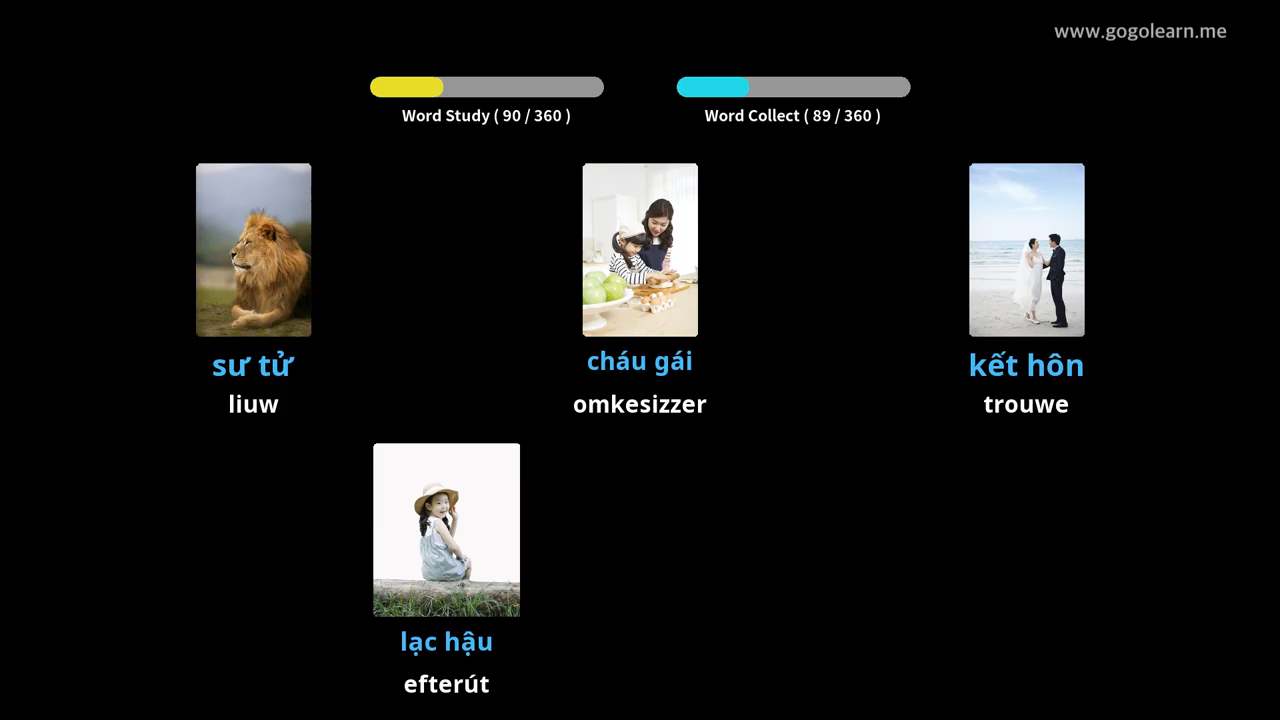 www.gogolearn.me
Word Study ( 90 / 360 )
Word Collect ( 89 / 360 )
sư tử
liuw
cháu gái
omkesizzer
kết hôn
trouwe
lạc hậu
efterút